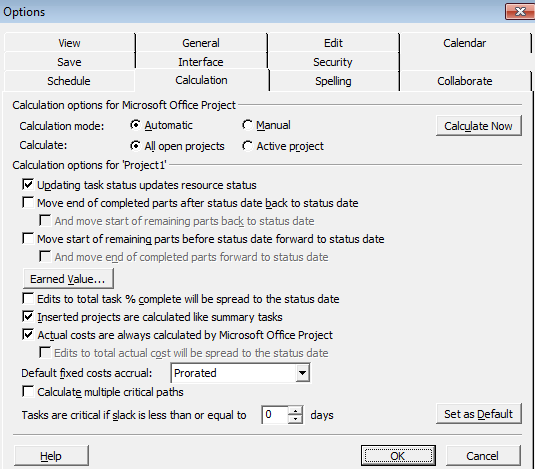 Options
View General Edit Calendar
Save Interface Security
Schedule Calculation Spelling Collaborate
Calculation options for Microsoft Office Project
Calculation mode: Automatic Manual Calculate Now
Calculate: All open projects Active project
Calculation options for 'Project1'
Updating task status updates resource status
Move end of completed parts after status date back to status date
And move start of remaining parts back to status date
Move start of remaining parts before status date forward to status date
And move end of completed parts forward to status date
Earned Value...
Edits to total task % complete will be spread to the status date
Inserted projects are calculated like summary tasks
Actual costs are always calculated by Microsoft Office Project
Edits to total actual cost will be spread to the status date
Default fixed costs accrual: Prorated
Calculate multiple critical paths
Tasks are critical if slack is less than or equal to 0 days Set as Default
Help OK Cancel